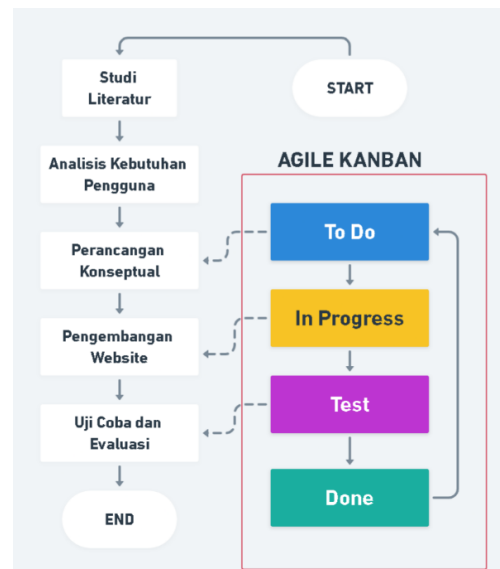 START
Studi
Literatur
Analisis Kebutuhan
Pengguna
Perancangan
Konseptual
Pengembangan
Website
Uji Coba dan
Evaluasi
END
AGILE KANBAN
To Do
In Progress
Test
Done